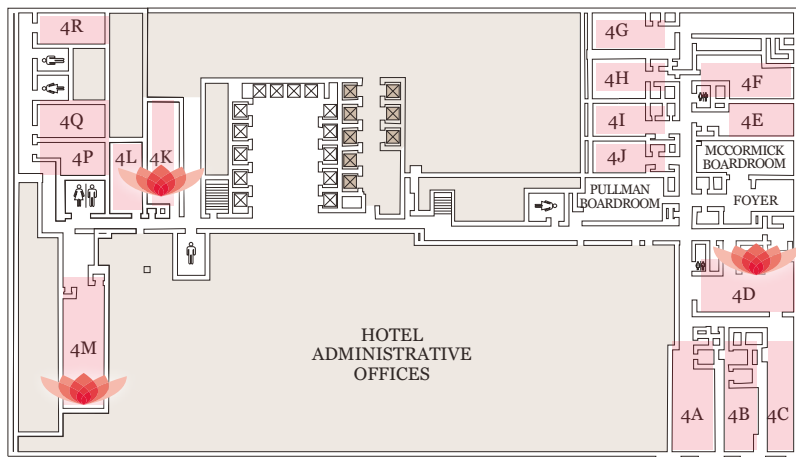 4R
4G
4H
4F
4Q
4I
4E
4P
4L
4K
4J
MCCORMICK
BOARDROOM
PULLMAN
BOARDROOM
FOYER
4D
4M
HOTEL
ADMINISTRATIVE
OFFICES
4A
4B
4C